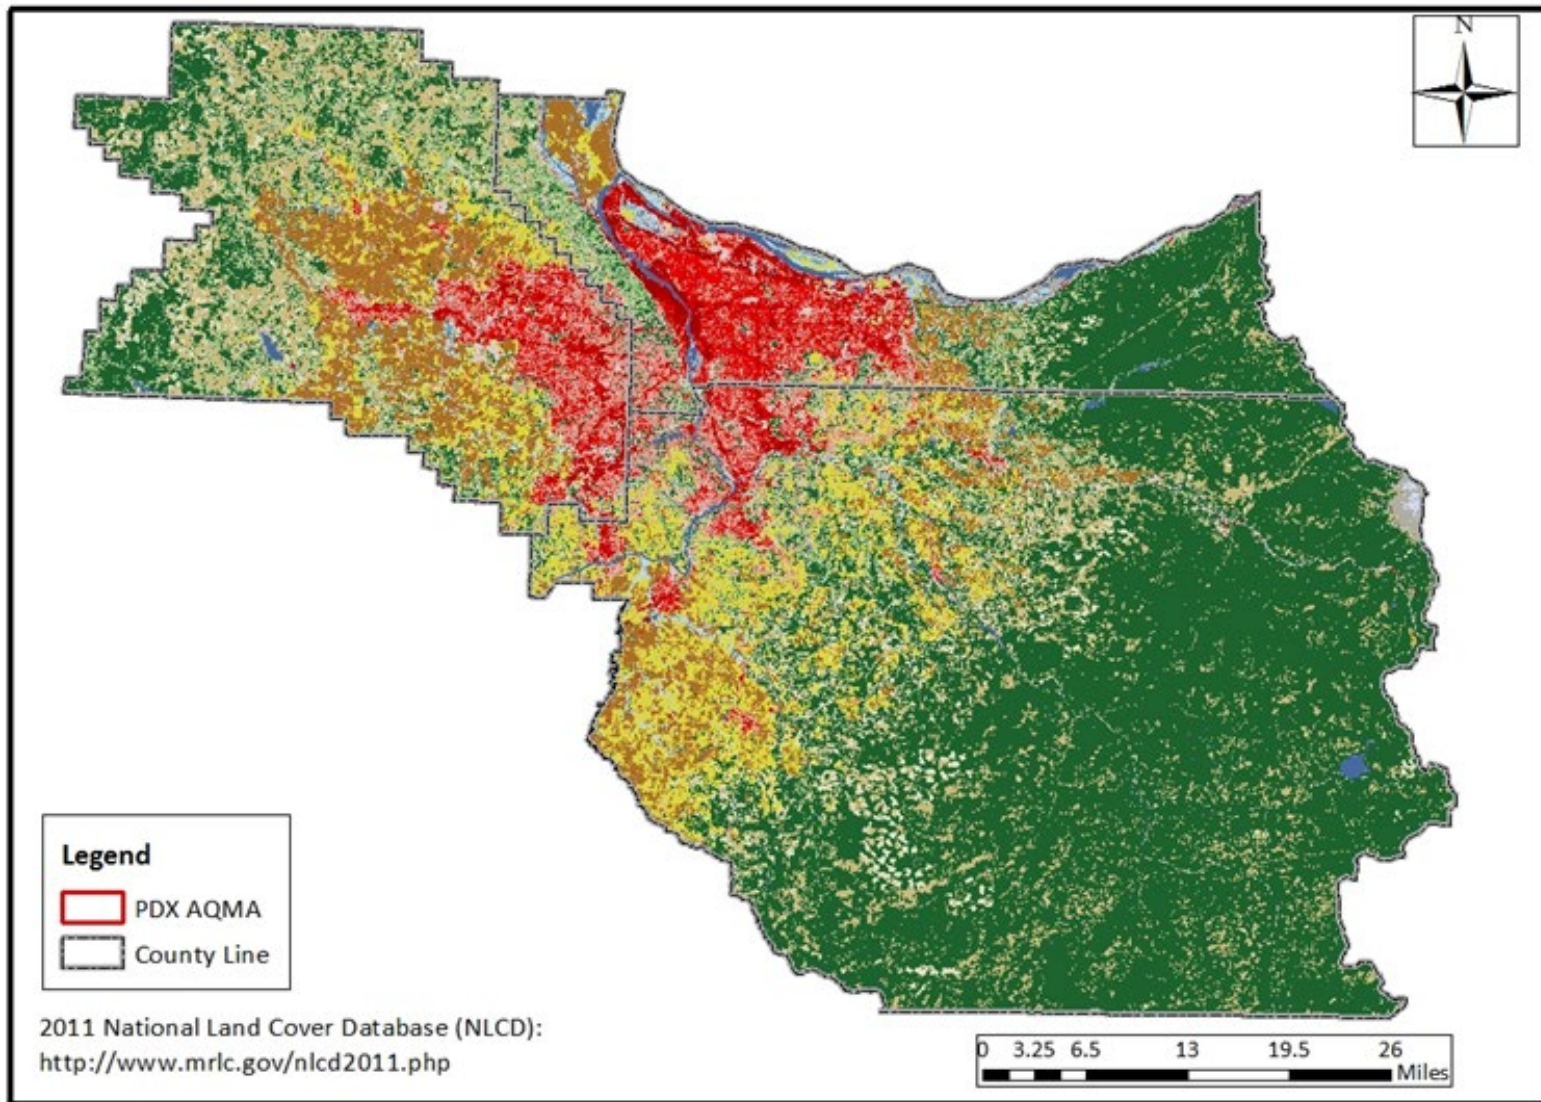 N
Legend
PDX AQMA
County Line
2011 National Land Cover Database (NLCD):
http://www.mrlc.gov/nlcd2011.php
0 3.25 6.5 13 19.5 26
Miles